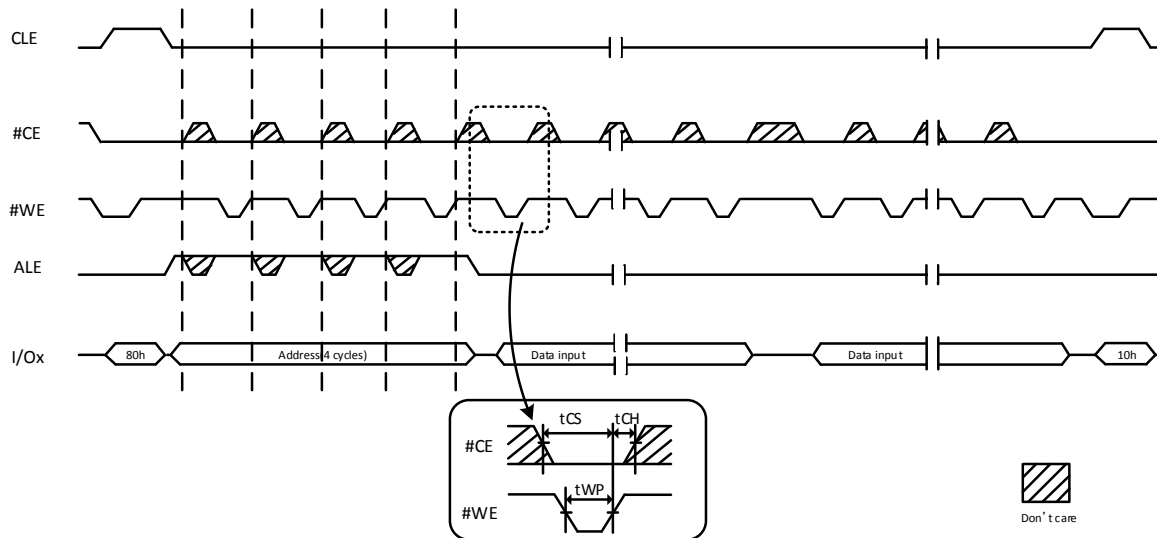 CLE
#CE
#WE
ALE
I/Ox
80h
Address(4 cycles)
Data input
Data input
10h
tCS
tCH
#CE
tWP
#WE
Don't care